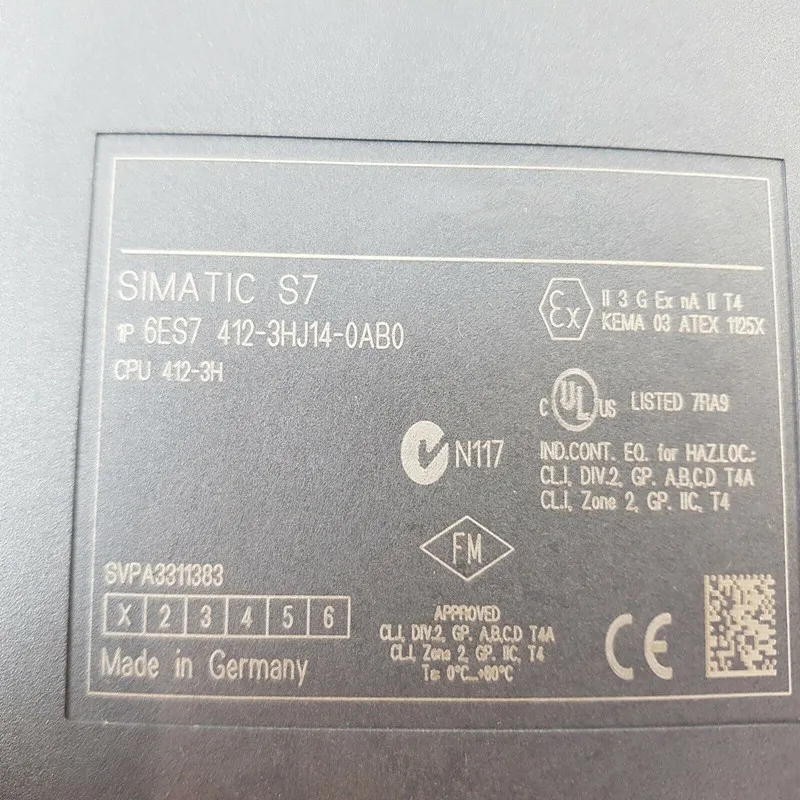 SIMATIC S7
1P 6ES7 412-3HJ14-0AB0
CPU 412-3H
Ex II 3 G Ex nA II T4
KEMA 03 ATEX 1125X
C UL US LISTED 7RA9
N117
IND.CONT. EQ. for HAZ.LOC.:
CL.I, DIV.2, GP. A,B,C,D T4A
CL.I, Zone 2, GP. IIC, T4
FM
APPROVED
CL.I, DIV.2, GP. A,B,C,D T4A
CL.I, Zone 2, GP. IIC, T4
Ta: 0°C...+60°C
SVPA3311383
X 2 3 4 5 6
Made in Germany
CE